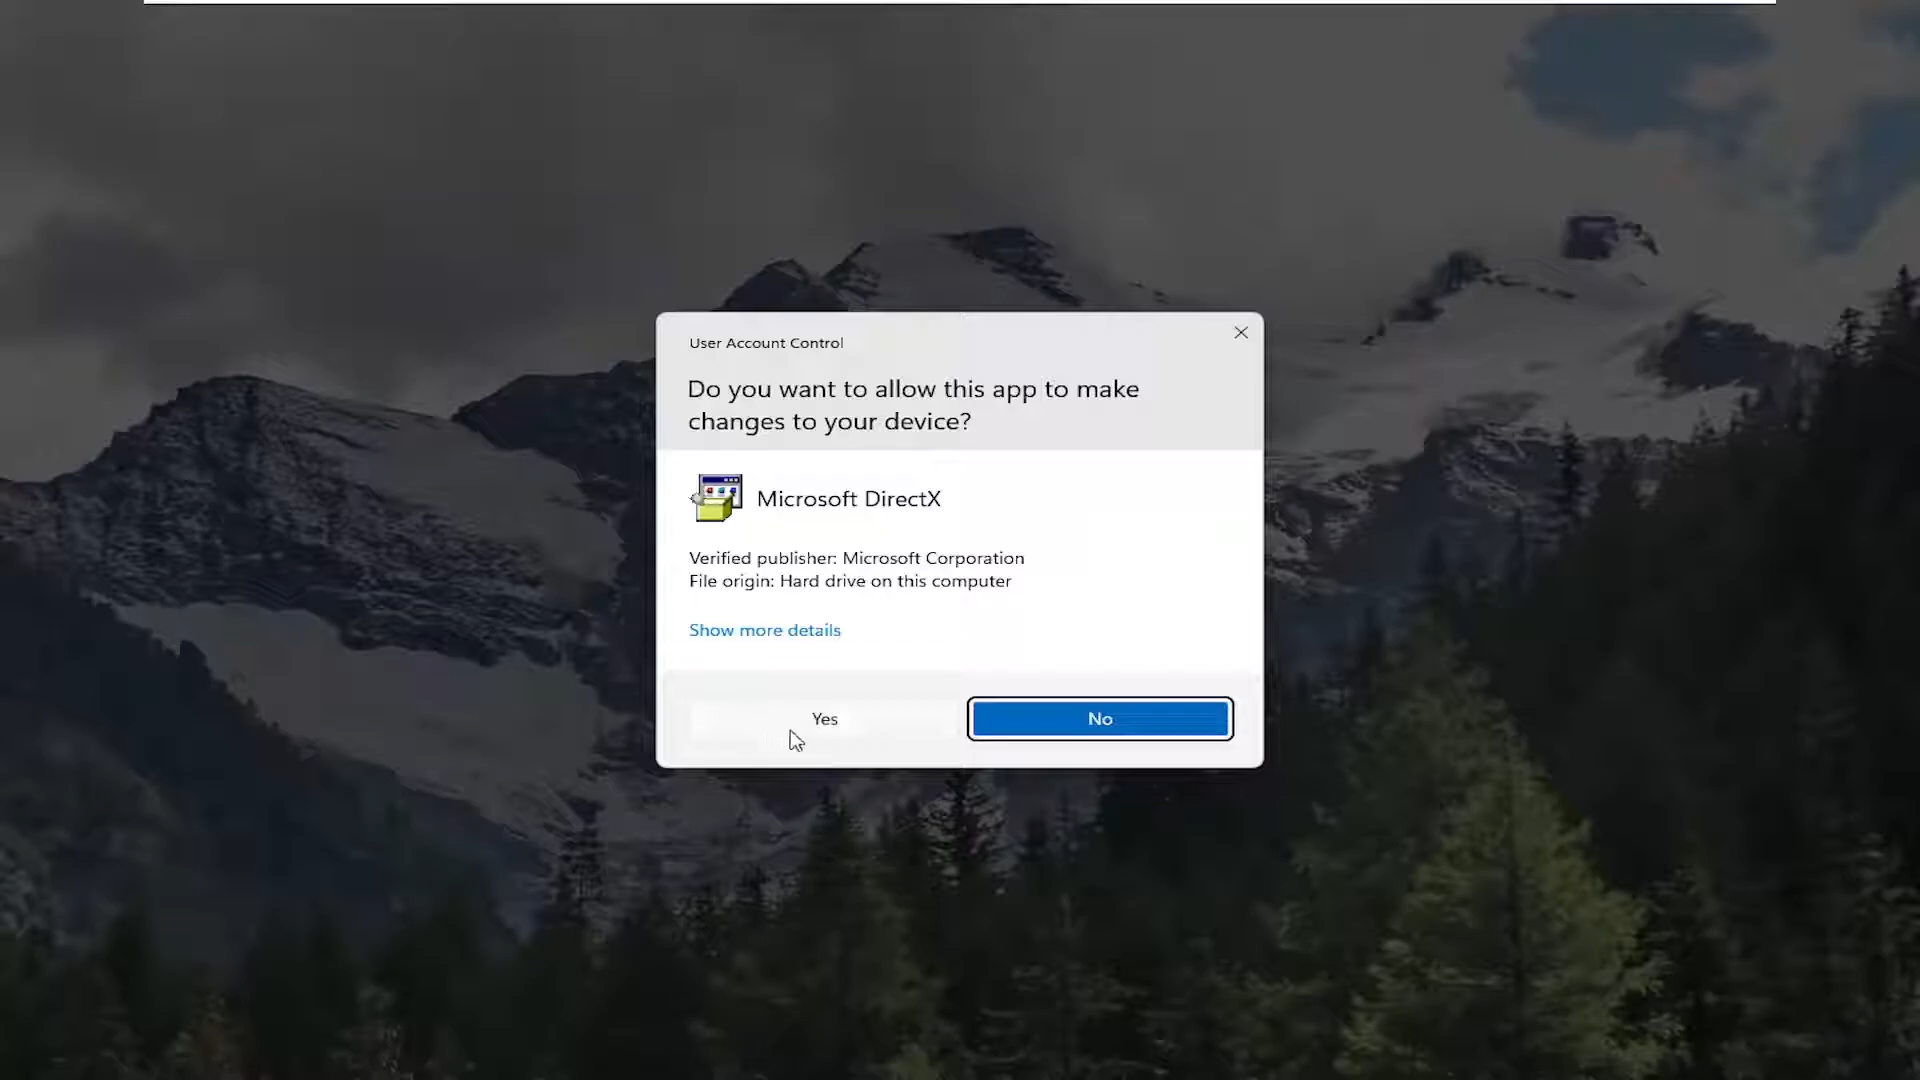 User Account Control
Do you want to allow this app to make
changes to your device?
Microsoft DirectX
Verified publisher: Microsoft Corporation
File origin: Hard drive on this computer
Show more details
Yes
No